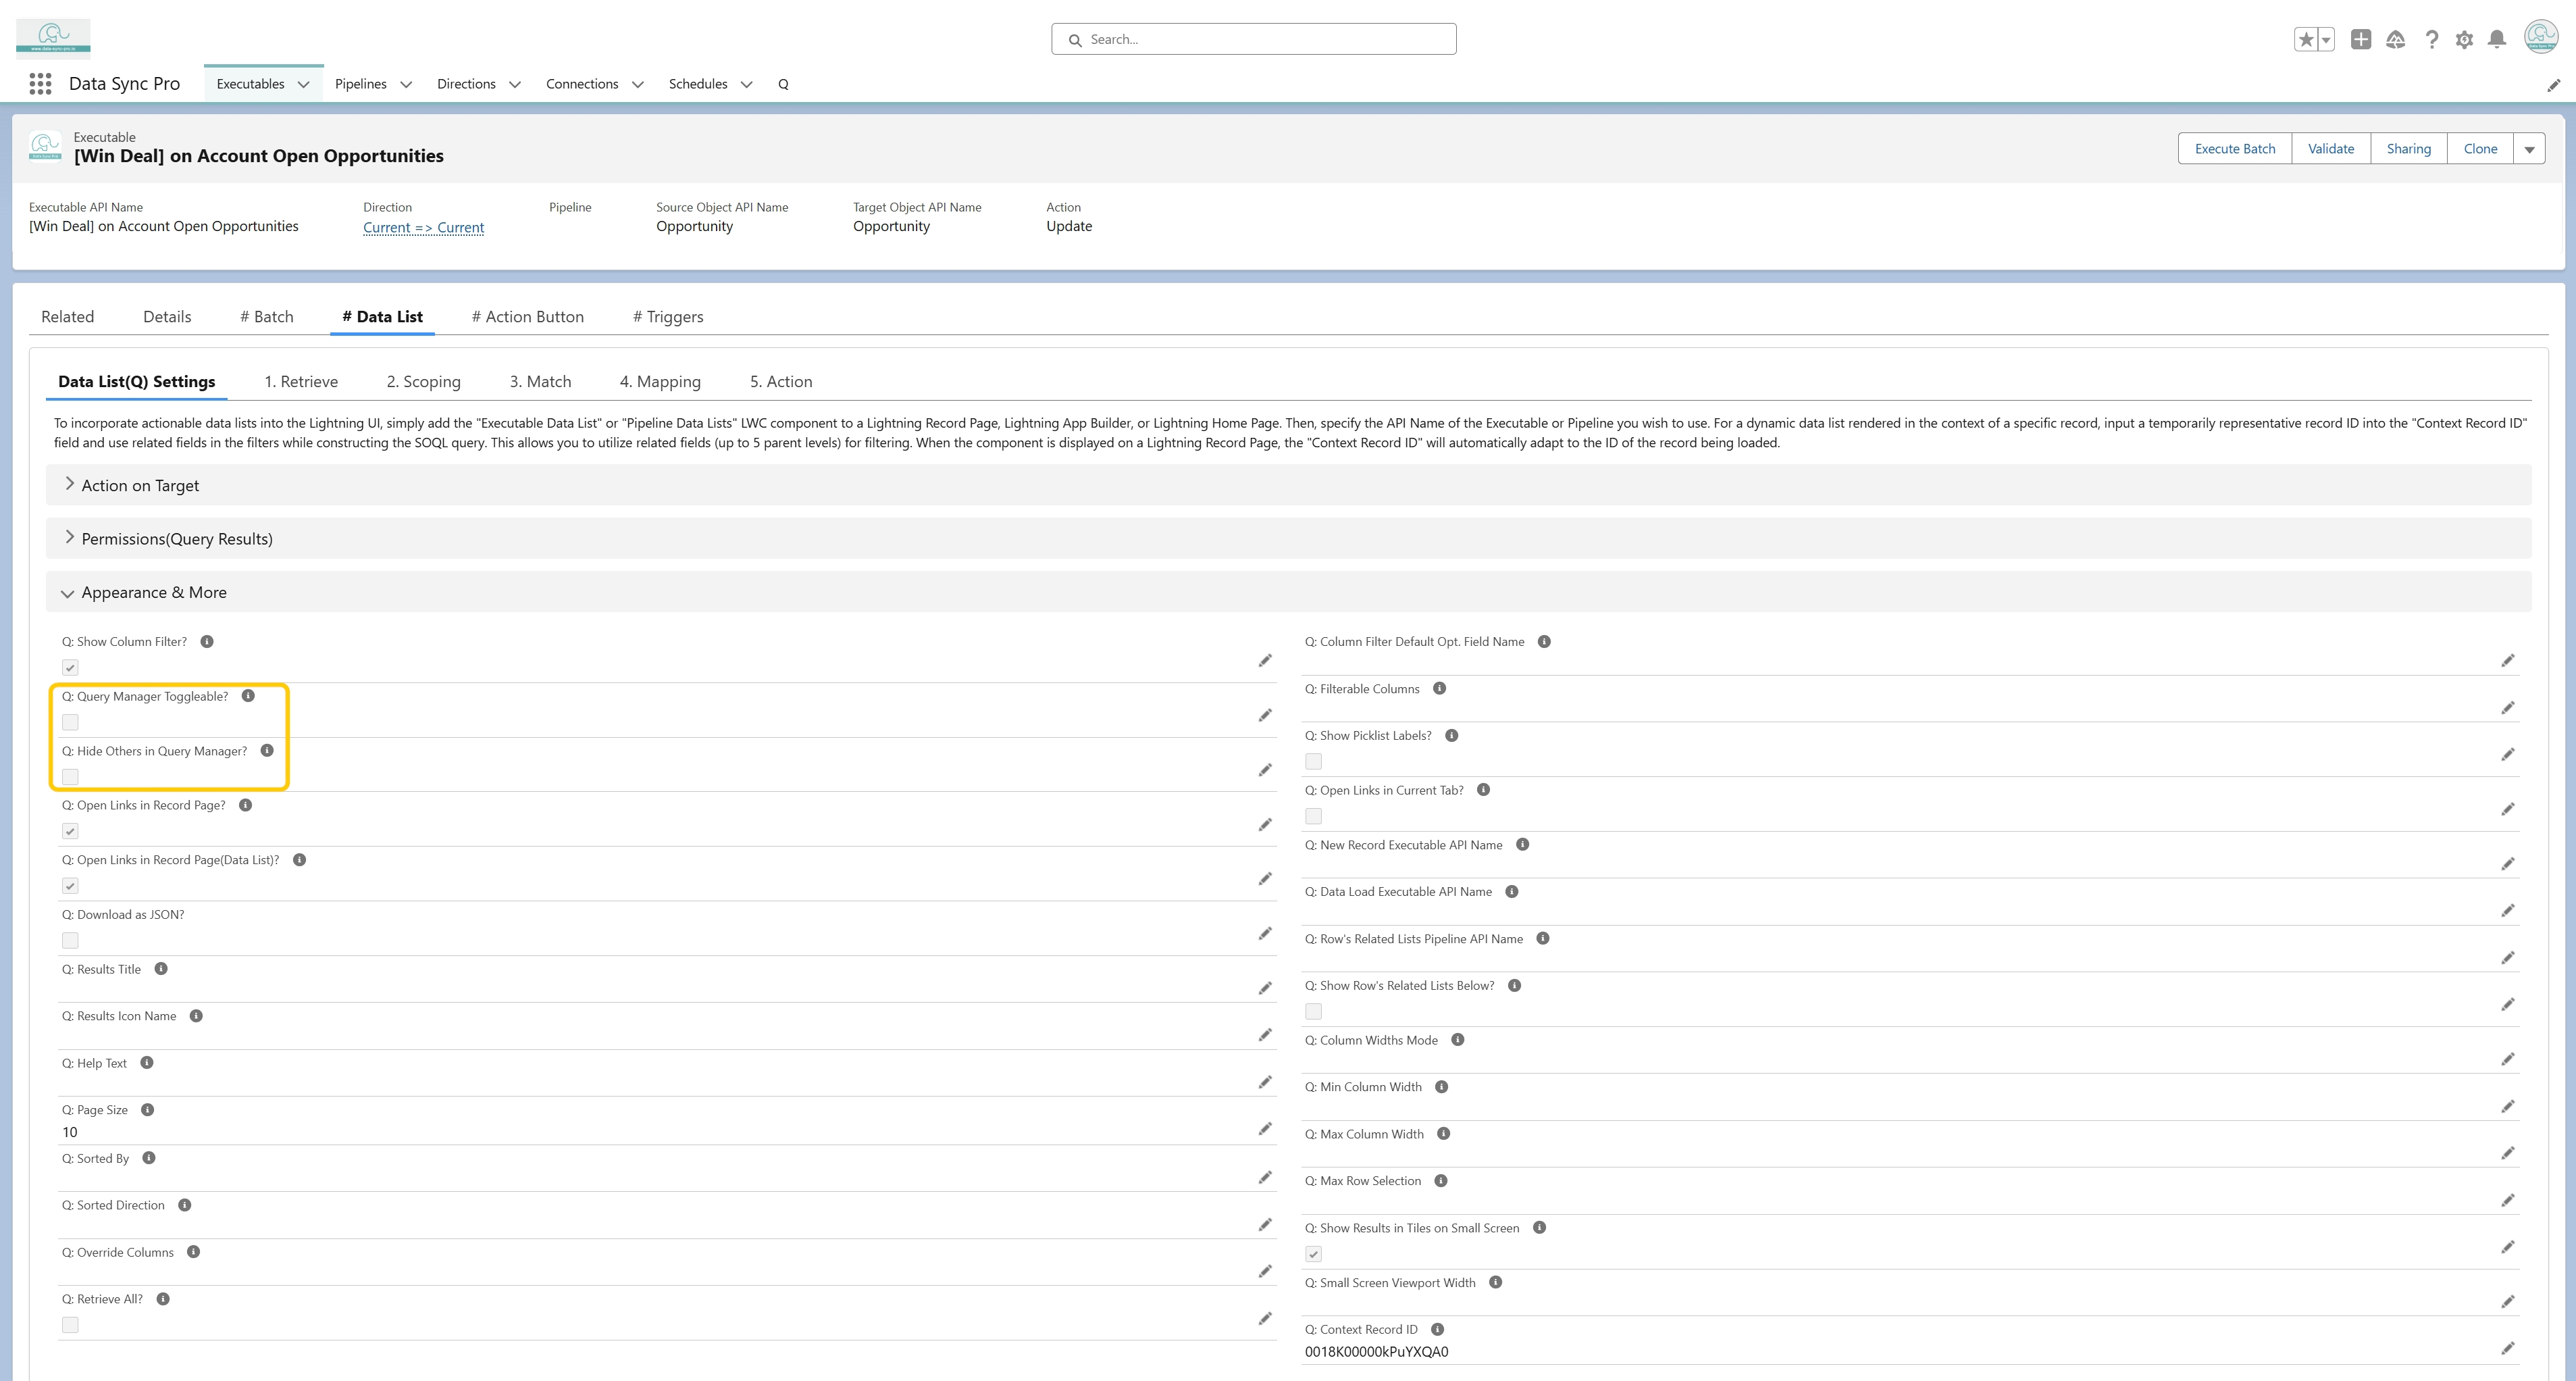 www.data-sync-pro.io
Search...
Data Sync Pro
Executables
Pipelines
Directions
Connections
Schedules
Q
Executable
[Win Deal] on Account Open Opportunities
Execute Batch
Validate
Sharing
Clone
Executable API Name
[Win Deal] on Account Open Opportunities
Direction
Current => Current
Pipeline
Source Object API Name
Opportunity
Target Object API Name
Opportunity
Action
Update
Related
Details
# Batch
# Data List
# Action Button
# Triggers
Data List(Q) Settings
1. Retrieve
2. Scoping
3. Match
4. Mapping
5. Action
To incorporate actionable data lists into the Lightning UI, simply add the "Executable Data List" or "Pipeline Data Lists" LWC component to a Lightning Record Page, Lightning App Builder, or Lightning Home Page. Then, specify the API Name of the Executable or Pipeline you wish to use. For a dynamic data list rendered in the context of a specific record, input a temporarily representative record ID into the "Context Record ID"
field and use related fields in the filters while constructing the SOQL query. This allows you to utilize related fields (up to 5 parent levels) for filtering. When the component is displayed on a Lightning Record Page, the "Context Record ID" will automatically adapt to the ID of the record being loaded.
Action on Target
Permissions(Query Results)
Appearance & More
Q: Show Column Filter?
Q: Query Manager Toggleable?
Q: Hide Others in Query Manager?
Q: Open Links in Record Page?
Q: Open Links in Record Page(Data List)?
Q: Download as JSON?
Q: Results Title
Q: Results Icon Name
Q: Help Text
Q: Page Size
10
Q: Sorted By
Q: Sorted Direction
Q: Override Columns
Q: Retrieve All?
Q: Column Filter Default Opt. Field Name
Q: Filterable Columns
Q: Show Picklist Labels?
Q: Open Links in Current Tab?
Q: New Record Executable API Name
Q: Data Load Executable API Name
Q: Row's Related Lists Pipeline API Name
Q: Show Row's Related Lists Below?
Q: Column Widths Mode
Q: Min Column Width
Q: Max Column Width
Q: Max Row Selection
Q: Show Results in Tiles on Small Screen
Q: Small Screen Viewport Width
Q: Context Record ID
0018K00000kPuYXQA0